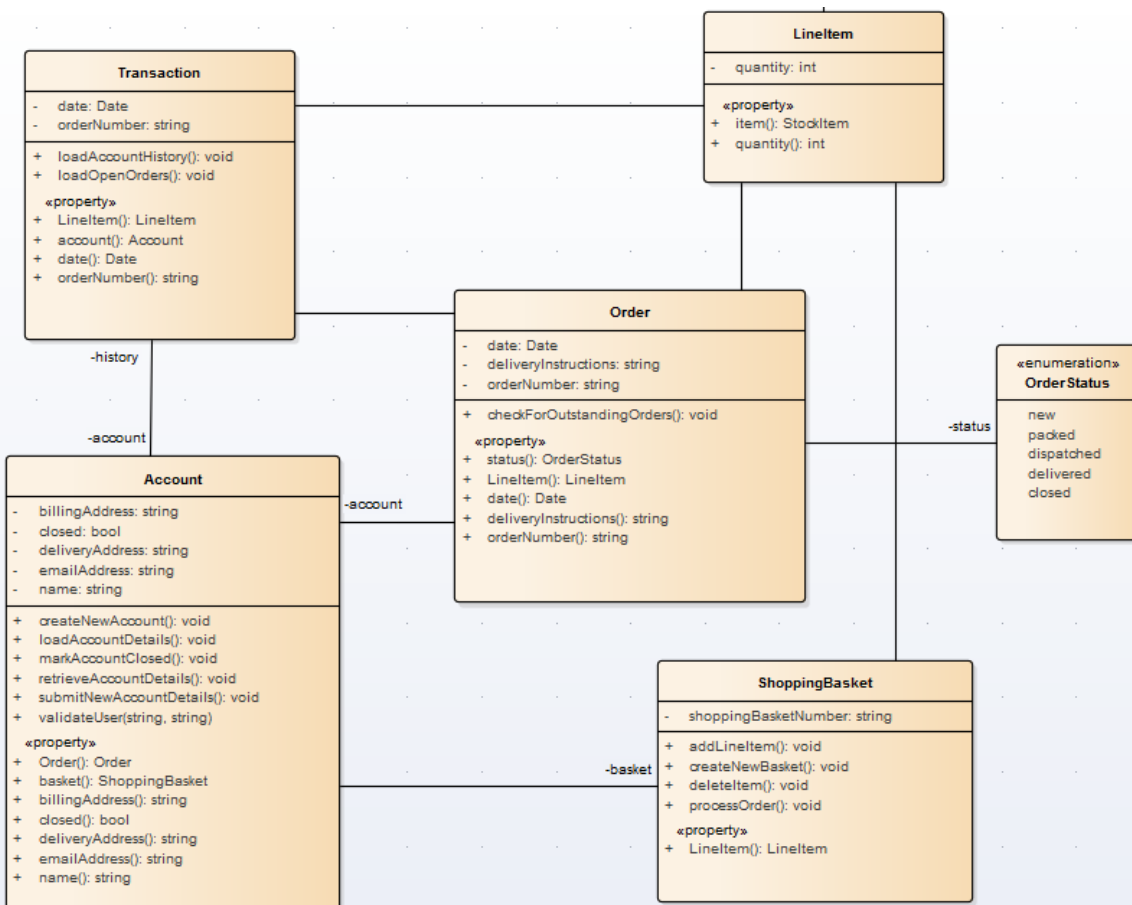 Transaction
- date: Date
- orderNumber: string
+ loadAccountHistory(): void
+ loadOpenOrders(): void
«property»
+ LineItem(): LineItem
+ account(): Account
+ date(): Date
+ orderNumber(): string
LineItem
- quantity: int
«property»
+ item(): StockItem
+ quantity(): int
-history
-account
Order
- date: Date
- deliveryInstructions: string
- orderNumber: string
+ checkForOutstandingOrders(): void
«property»
+ status(): OrderStatus
+ LineItem(): LineItem
+ date(): Date
+ deliveryInstructions(): string
+ orderNumber(): string
-status
«enumeration»
OrderStatus
new
packed
dispatched
delivered
closed
Account
- billingAddress: string
- closed: bool
- deliveryAddress: string
- emailAddress: string
- name: string
+ createNewAccount(): void
+ loadAccountDetails(): void
+ markAccountClosed(): void
+ retrieveAccountDetails(): void
+ submitNewAccountDetails(): void
+ validateUser(string, string)
«property»
+ Order(): Order
+ basket(): ShoppingBasket
+ billingAddress(): string
+ closed(): bool
+ deliveryAddress(): string
+ emailAddress(): string
+ name(): string
-account
-basket
ShoppingBasket
- shoppingBasketNumber: string
+ addLineItem(): void
+ createNewBasket(): void
+ deleteItem(): void
+ processOrder(): void
«property»
+ LineItem(): LineItem